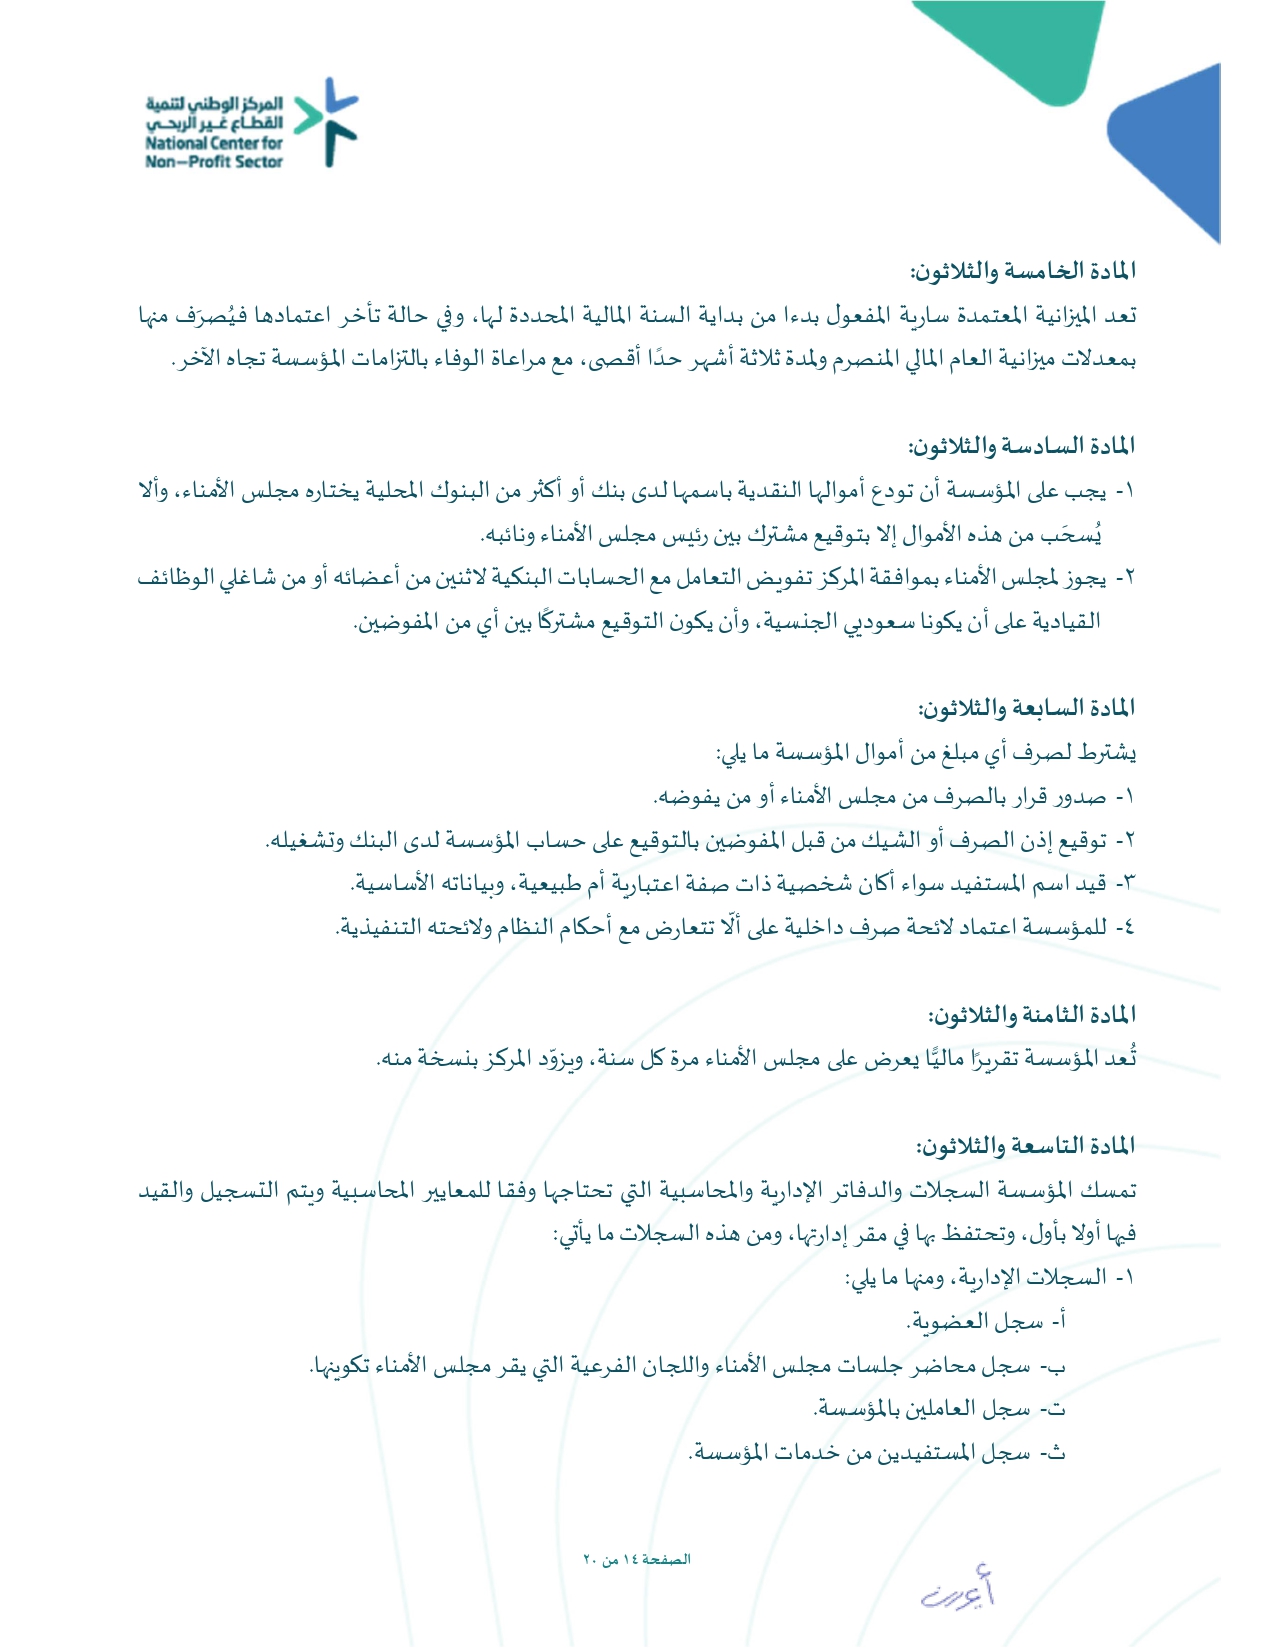 المركز الوطني لتنمية
القطاع غير الربحي
National Center for
Non-Profit Sector
المادة الخامسة والثلاثون:
تعد الميزانية المعتمدة سارية المفعول بدءا من بداية السنة المالية المحددة لها، وفي حالة تأخر اعتمادها فيُصرَف منها
بمعدلات ميزانية العام المالي المنصرم ولمدة ثلاثة أشهر حدًا أقصى، مع مراعاة الوفاء بالتزامات المؤسسة تجاه الآخر.
المادة السادسة والثلاثون:
١- يجب على المؤسسة أن تودع أموالها النقدية باسمها لدى بنك أو أكثر من البنوك المحلية يختاره مجلس الأمناء، وألا
يُسحَب من هذه الأموال إلا بتوقيع مشترك بين رئيس مجلس الأمناء ونائبه.
٢- يجوز لمجلس الأمناء بموافقة المركز تفويض التعامل مع الحسابات البنكية لاثنين من أعضائه أو من شاغلي الوظائف
القيادية على أن يكونا سعوديي الجنسية، وأن يكون التوقيع مشتركًا بين أي من المفوضين.
المادة السابعة والثلاثون:
يشترط لصرف أي مبلغ من أموال المؤسسة ما يلي:
١- صدور قرار بالصرف من مجلس الأمناء أو من يفوضه.
٢- توقيع إذن الصرف أو الشيك من قبل المفوضين بالتوقيع على حساب المؤسسة لدى البنك وتشغيله.
٣- قيد اسم المستفيد سواء أكان شخصية ذات صفة اعتبارية أم طبيعية، وبياناته الأساسية.
٤- للمؤسسة اعتماد لائحة صرف داخلية على ألّا تتعارض مع أحكام النظام ولائحته التنفيذية.
المادة الثامنة والثلاثون:
تُعد المؤسسة تقريرًا ماليًّا يعرض على مجلس الأمناء مرة كل سنة، ويزوّد المركز بنسخة منه.
المادة التاسعة والثلاثون:
تمسك المؤسسة السجلات والدفاتر الإدارية والمحاسبية التي تحتاجها وفقا للمعايير المحاسبية ويتم التسجيل والقيد
فيها أولا بأول، وتحتفظ بها في مقر إدارتها، ومن هذه السجلات ما يأتي:
١- السجلات الإدارية، ومنها ما يلي:
أ- سجل العضوية.
ب- سجل محاضر جلسات مجلس الأمناء واللجان الفرعية التي يقر مجلس الأمناء تكوينها.
ت- سجل العاملين بالمؤسسة.
ث- سجل المستفيدين من خدمات المؤسسة.
الصفحة ١٤ من ٢٠